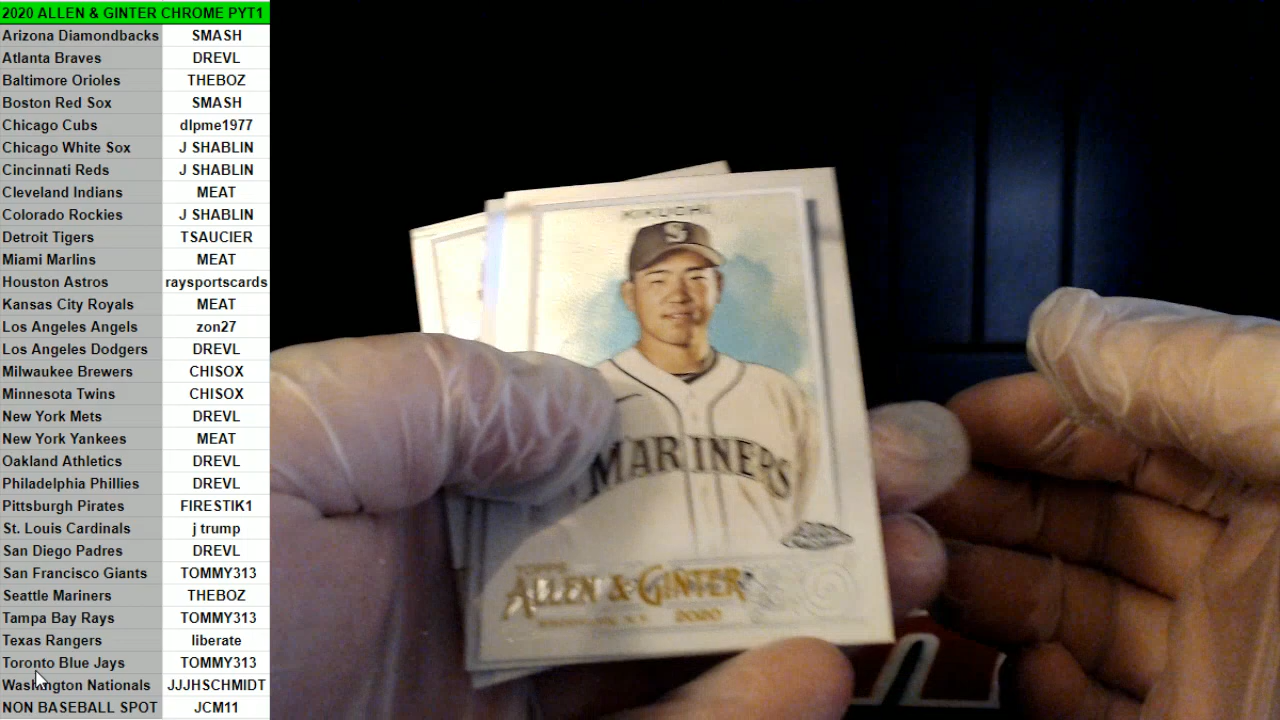 2020 ALLEN & GINTER CHROME PYT1
Arizona Diamondbacks SMASH
Atlanta Braves DREVL
Baltimore Orioles THEBOZ
Boston Red Sox SMASH
Chicago Cubs dlpme1977
Chicago White Sox J SHABLIN
Cincinnati Reds J SHABLIN
Cleveland Indians MEAT
Colorado Rockies J SHABLIN
Detroit Tigers TSAUCIER
Miami Marlins MEAT
Houston Astros raysportscards
Kansas City Royals MEAT
Los Angeles Angels zon27
Los Angeles Dodgers DREVL
Milwaukee Brewers CHISOX
Minnesota Twins CHISOX
New York Mets DREVL
New York Yankees MEAT
Oakland Athletics DREVL
Philadelphia Phillies DREVL
Pittsburgh Pirates FIRESTIK1
St. Louis Cardinals j trump
San Diego Padres DREVL
San Francisco Giants TOMMY313
Seattle Mariners THEBOZ
Tampa Bay Rays TOMMY313
Texas Rangers liberate
Toronto Blue Jays TOMMY313
Washington Nationals JJJHSCHMIDT
NON BASEBALL SPOT JCM11
KIKUCHI
S
MARINERS
TOPPS
ALLEN & GINTER
2020